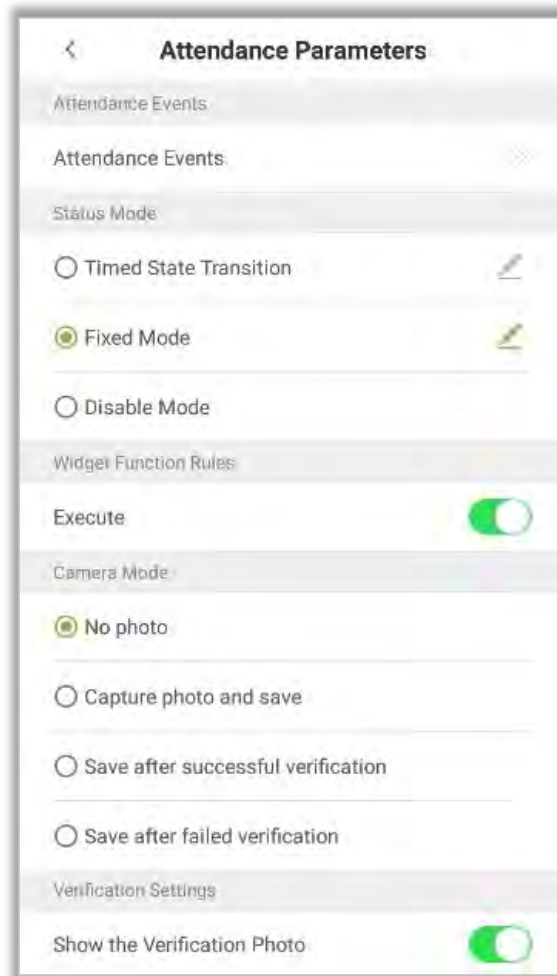 Attendance Parameters
Attendance Events
Attendance Events
Status Mode
Timed State Transition
Fixed Mode
Disable Mode
Widget Function Rules
Execute
Camera Mode
No photo
Capture photo and save
Save after successful verification
Save after failed verification
Verification Settings
Show the Verification Photo